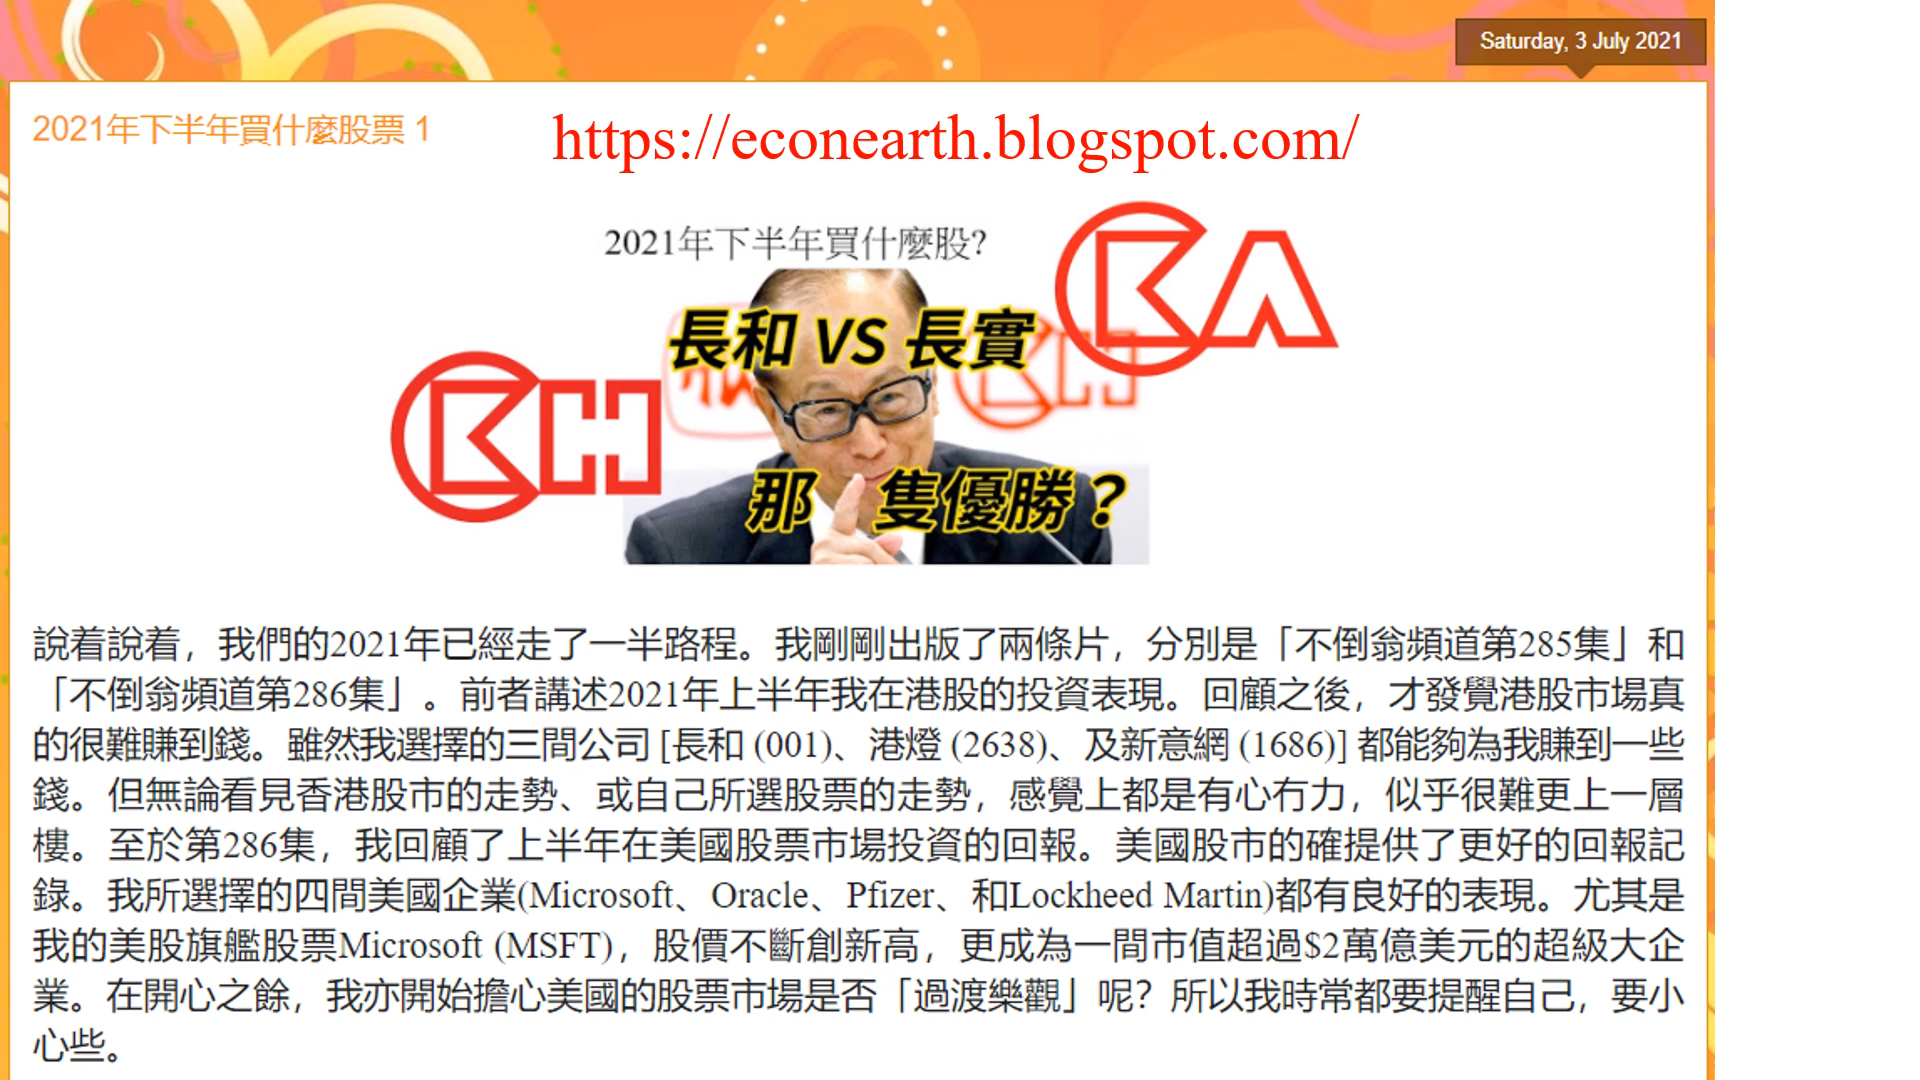 Saturday, 3 July 2021
2021年下半年買什麼股票 1
https://econearth.blogspot.com/
2021年下半年買什麼股?
CKA
長和 VS 長實
CKH
那 隻優勝？
說着說着，我們的2021年已經走了一半路程。我剛剛出版了兩條片，分別是「不倒翁頻道第285集」和
「不倒翁頻道第286集」。前者講述2021年上半年我在港股的投資表現。回顧之後，才發覺港股市場真
的很難賺到錢。雖然我選擇的三間公司 [長和 (001)、港燈 (2638)、及新意網 (1686)] 都能夠為我賺到一些
錢。但無論看見香港股市的走勢、或自己所選股票的走勢，感覺上都是有心冇力，似乎很難更上一層
樓。至於第286集，我回顧了上半年在美國股票市場投資的回報。美國股市的確提供了更好的回報記
錄。我所選擇的四間美國企業(Microsoft、Oracle、Pfizer、和Lockheed Martin)都有良好的表現。尤其是
我的美股旗艦股票Microsoft (MSFT)，股價不斷創新高，更成為一間市值超過$2萬億美元的超級大企
業。在開心之餘，我亦開始擔心美國的股票市場是否「過渡樂觀」呢？所以我時常都要提醒自己，要小
心些。